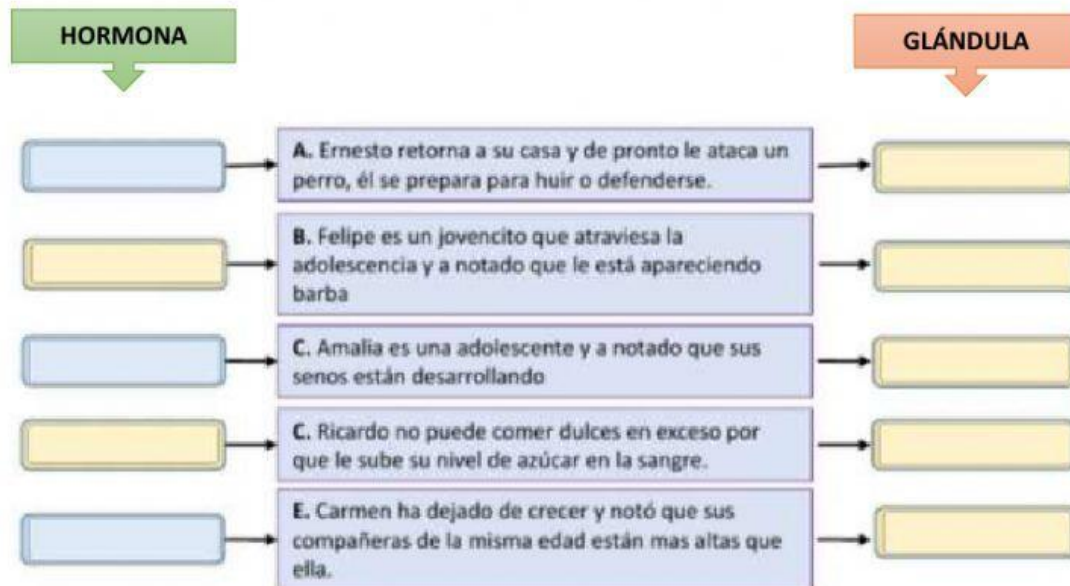 HORMONA
GLÁNDULA
A. Ernesto retorna a su casa y de pronto le ataca un
perro, él se prepara para huir o defenderse.
B. Felipe es un jovencito que atraviesa la
adolescencia y a notado que le está apareciendo
barba
C. Amalia es una adolescente y a notado que sus
senos están desarrollando
C. Ricardo no puede comer dulces en exceso por
que le sube su nivel de azúcar en la sangre.
E. Carmen ha dejado de crecer y notó que sus
compañeras de la misma edad están mas altas que
ella.